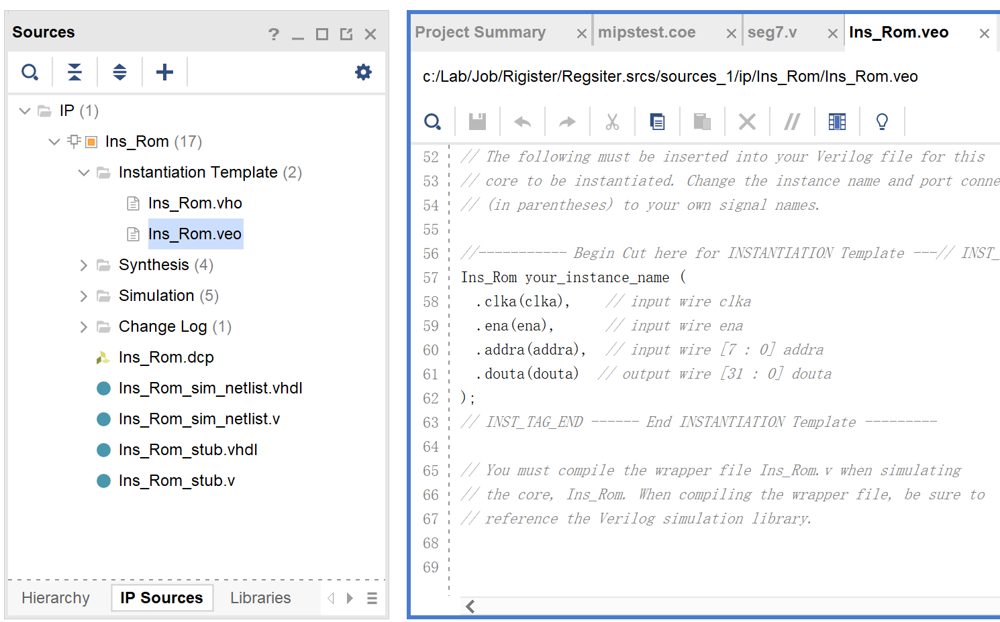 Sources
IP (1)
Ins_Rom (17)
Instantiation Template (2)
Ins_Rom.vho
Ins_Rom.veo
Synthesis (4)
Simulation (5)
Change Log (1)
Ins_Rom.dcp
Ins_Rom_sim_netlist.vhdl
Ins_Rom_sim_netlist.v
Ins_Rom_stub.vhdl
Ins_Rom_stub.v
Hierarchy IP Sources Libraries
Project Summary mipstest.coe seg7.v Ins_Rom.veo
c:/Lab/Job/Rigister/Regsiter.srcs/sources_1/ip/Ins_Rom/Ins_Rom.veo
52 // The following must be inserted into your Verilog file for this
53 // core to be instantiated. Change the instance name and port conne
54 // (in parentheses) to your own signal names.
55
56 //----------- Begin Cut here for INSTANTIATION Template ---// INST_
57 Ins_Rom your_instance_name (
58 .clka(clka), // input wire clka
59 .ena(ena), // input wire ena
60 .addra(addra), // input wire [7 : 0] addra
61 .douta(douta) // output wire [31 : 0] douta
62 );
63 // INST_TAG_END ------ End INSTANTIATION Template ---------
64
65 // You must compile the wrapper file Ins_Rom.v when simulating
66 // the core, Ins_Rom. When compiling the wrapper file, be sure to
67 // reference the Verilog simulation library.
68
69